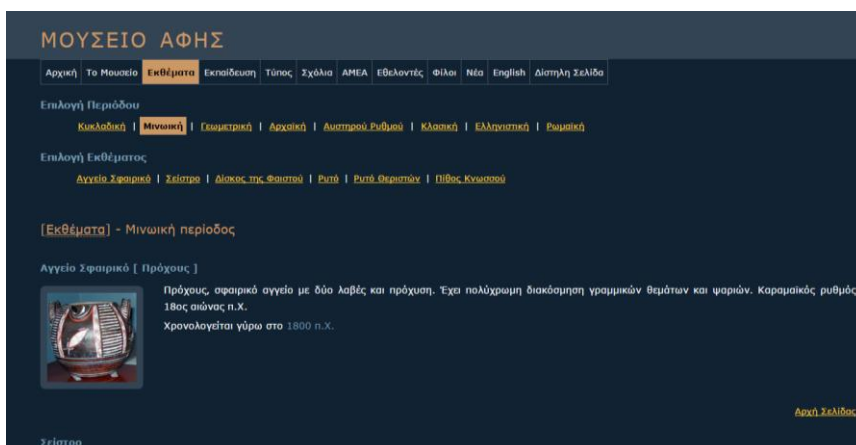 ΜΟΥΣΕΙΟ ΑΦΗΣ
Αρχική Το Μουσείο Εκθέματα Εκπαίδευση Τύπος Σχόλια ΑΜΕΑ Εθελοντές Φίλοι Νέα English Δίστηλη Σελίδα
Επιλογή Περιόδου
Κυκλαδική | Μινωική | Γεωμετρική | Αρχαϊκή | Αυστηρού Ρυθμού | Κλασική | Ελληνιστική | Ρωμαϊκή
Επιλογή Εκθέματος
Αγγείο Σφαιρικό | Σείστρο | Δίσκος της Φαιστού | Ρυτό | Ρυτό Θεριστών | Πίθος Κνωσσού
[Εκθέματα] - Μινωική περίοδος
Αγγείο Σφαιρικό [ Πρόχους ]
Πρόχους, σφαιρικό αγγείο με δύο λαβές και πρόχυση. Έχει πολύχρωμη διακόσμηση γραμμικών θεμάτων και ψαριών. Καραμαϊκός ρυθμός
18ος αιώνας π.Χ.
Χρονολογείται γύρω στο 1800 π.Χ.
Αρχή Σελίδας
Σείστρο